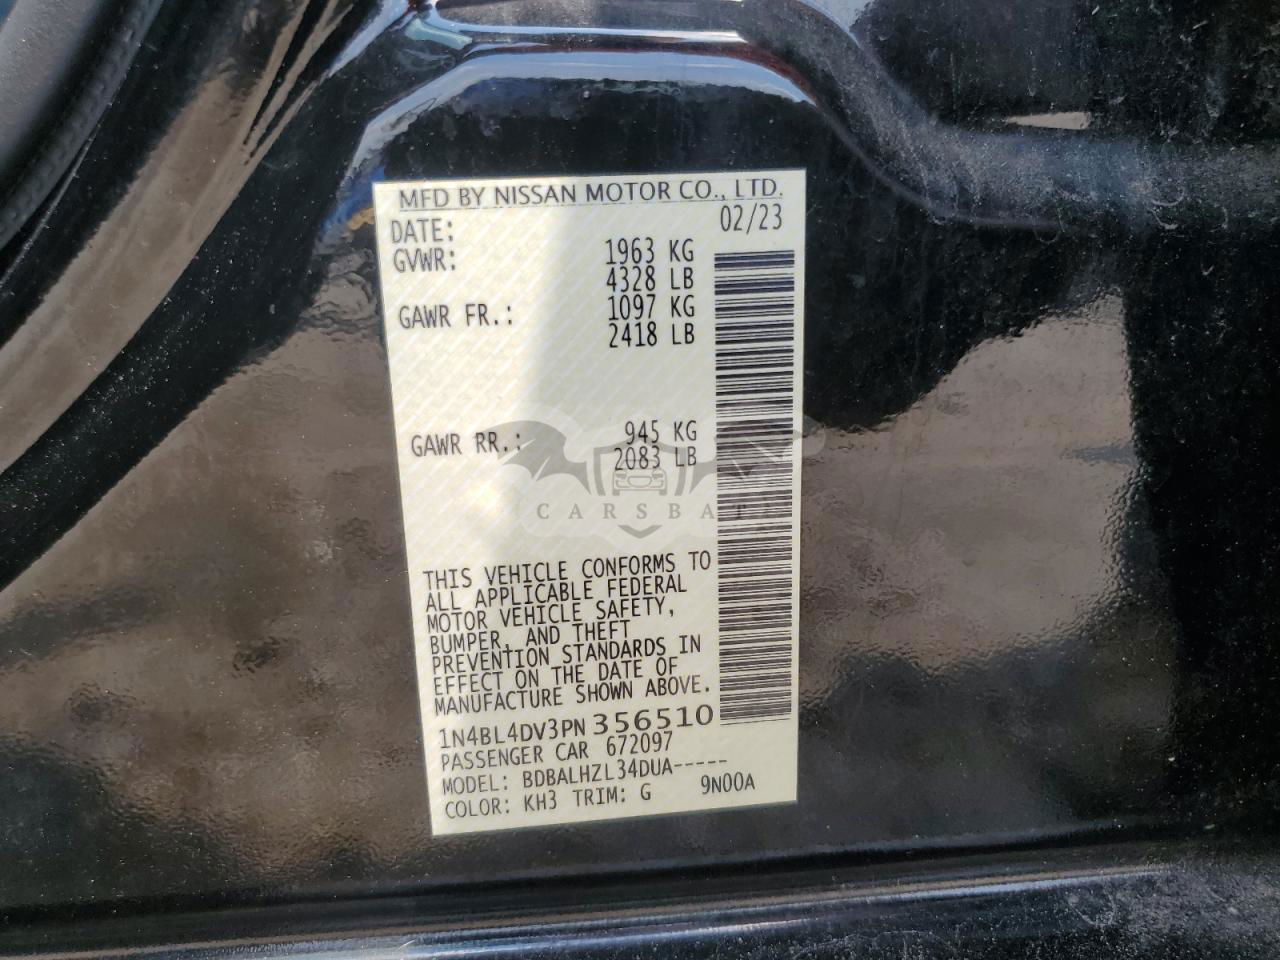 MFD BY NISSAN MOTOR CO., LTD.
DATE: 02/23
GVWR: 1963 KG
4328 LB
GAWR FR.: 1097 KG
2418 LB
GAWR RR.: 945 KG
2083 LB
CARSBAT
THIS VEHICLE CONFORMS TO
ALL APPLICABLE FEDERAL
MOTOR VEHICLE SAFETY,
BUMPER, AND THEFT
PREVENTION STANDARDS IN
EFFECT ON THE DATE OF
MANUFACTURE SHOWN ABOVE.
1N4BL4DV3PN356510
PASSENGER CAR 672097
MODEL: BDBALHZL34DUA-----
COLOR: KH3 TRIM: G 9N00A